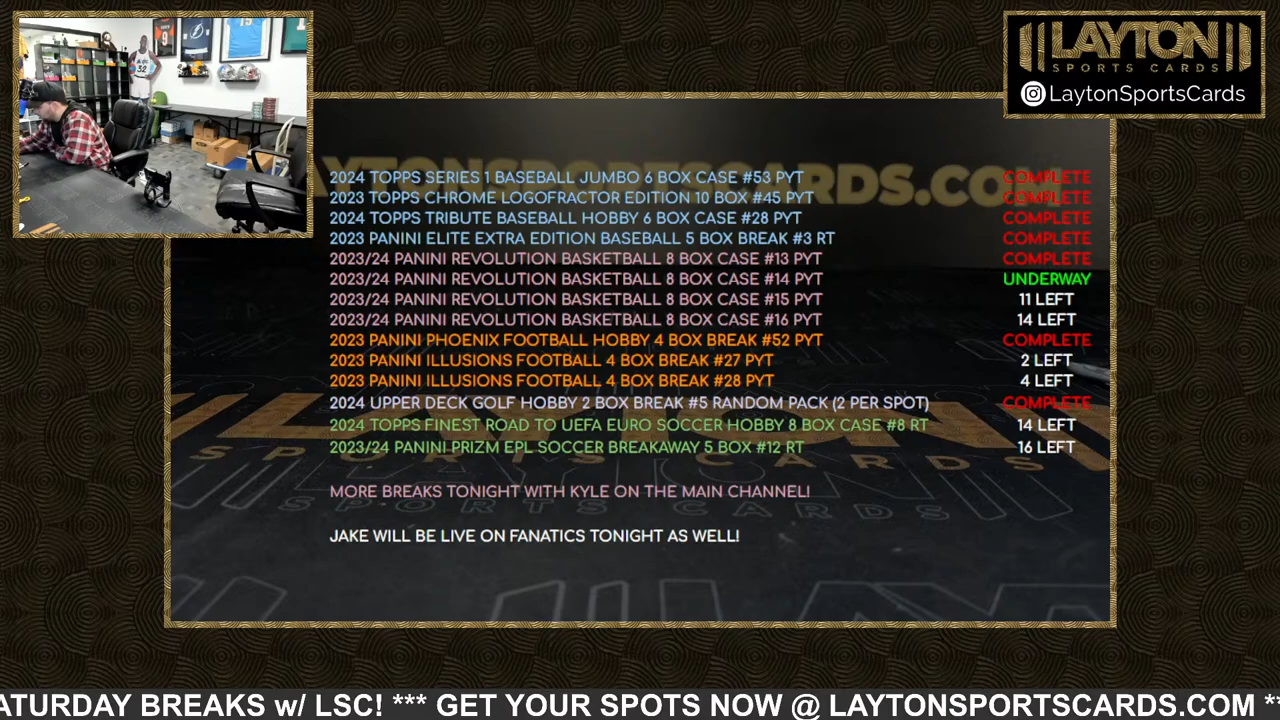 LAYTON
SPORTS CARDS
LaytonSportsCards
LAYTONSPORTSCARDS.CO
2024 TOPPS SERIES 1 BASEBALL JUMBO 6 BOX CASE #53 PYT COMPLETE
2023 TOPPS CHROME LOGOFRACTOR EDITION 10 BOX #45 PYT COMPLETE
2024 TOPPS TRIBUTE BASEBALL HOBBY 6 BOX CASE #28 PYT COMPLETE
2023 PANINI ELITE EXTRA EDITION BASEBALL 5 BOX BREAK #3 RT COMPLETE
2023/24 PANINI REVOLUTION BASKETBALL 8 BOX CASE #13 PYT COMPLETE
2023/24 PANINI REVOLUTION BASKETBALL 8 BOX CASE #14 PYT UNDERWAY
2023/24 PANINI REVOLUTION BASKETBALL 8 BOX CASE #15 PYT 11 LEFT
2023/24 PANINI REVOLUTION BASKETBALL 8 BOX CASE #16 PYT 14 LEFT
2023 PANINI PHOENIX FOOTBALL HOBBY 4 BOX BREAK #52 PYT COMPLETE
2023 PANINI ILLUSIONS FOOTBALL 4 BOX BREAK #27 PYT 2 LEFT
2023 PANINI ILLUSIONS FOOTBALL 4 BOX BREAK #28 PYT 4 LEFT
2024 UPPER DECK GOLF HOBBY 2 BOX BREAK #5 RANDOM PACK (2 PER SPOT) COMPLETE
2024 TOPPS FINEST ROAD TO UEFA EURO SOCCER HOBBY 8 BOX CASE #8 RT 14 LEFT
2023/24 PANINI PRIZM EPL SOCCER BREAKAWAY 5 BOX #12 RT 16 LEFT
LAYTON
SPORTS CARDS
SPORTS CARDS
MORE BREAKS TONIGHT WITH KYLE ON THE MAIN CHANNEL!
JAKE WILL BE LIVE ON FANATICS TONIGHT AS WELL!
ATURDAY BREAKS w/ LSC! *** GET YOUR SPOTS NOW @ LAYTONSPORTSCARDS.COM **